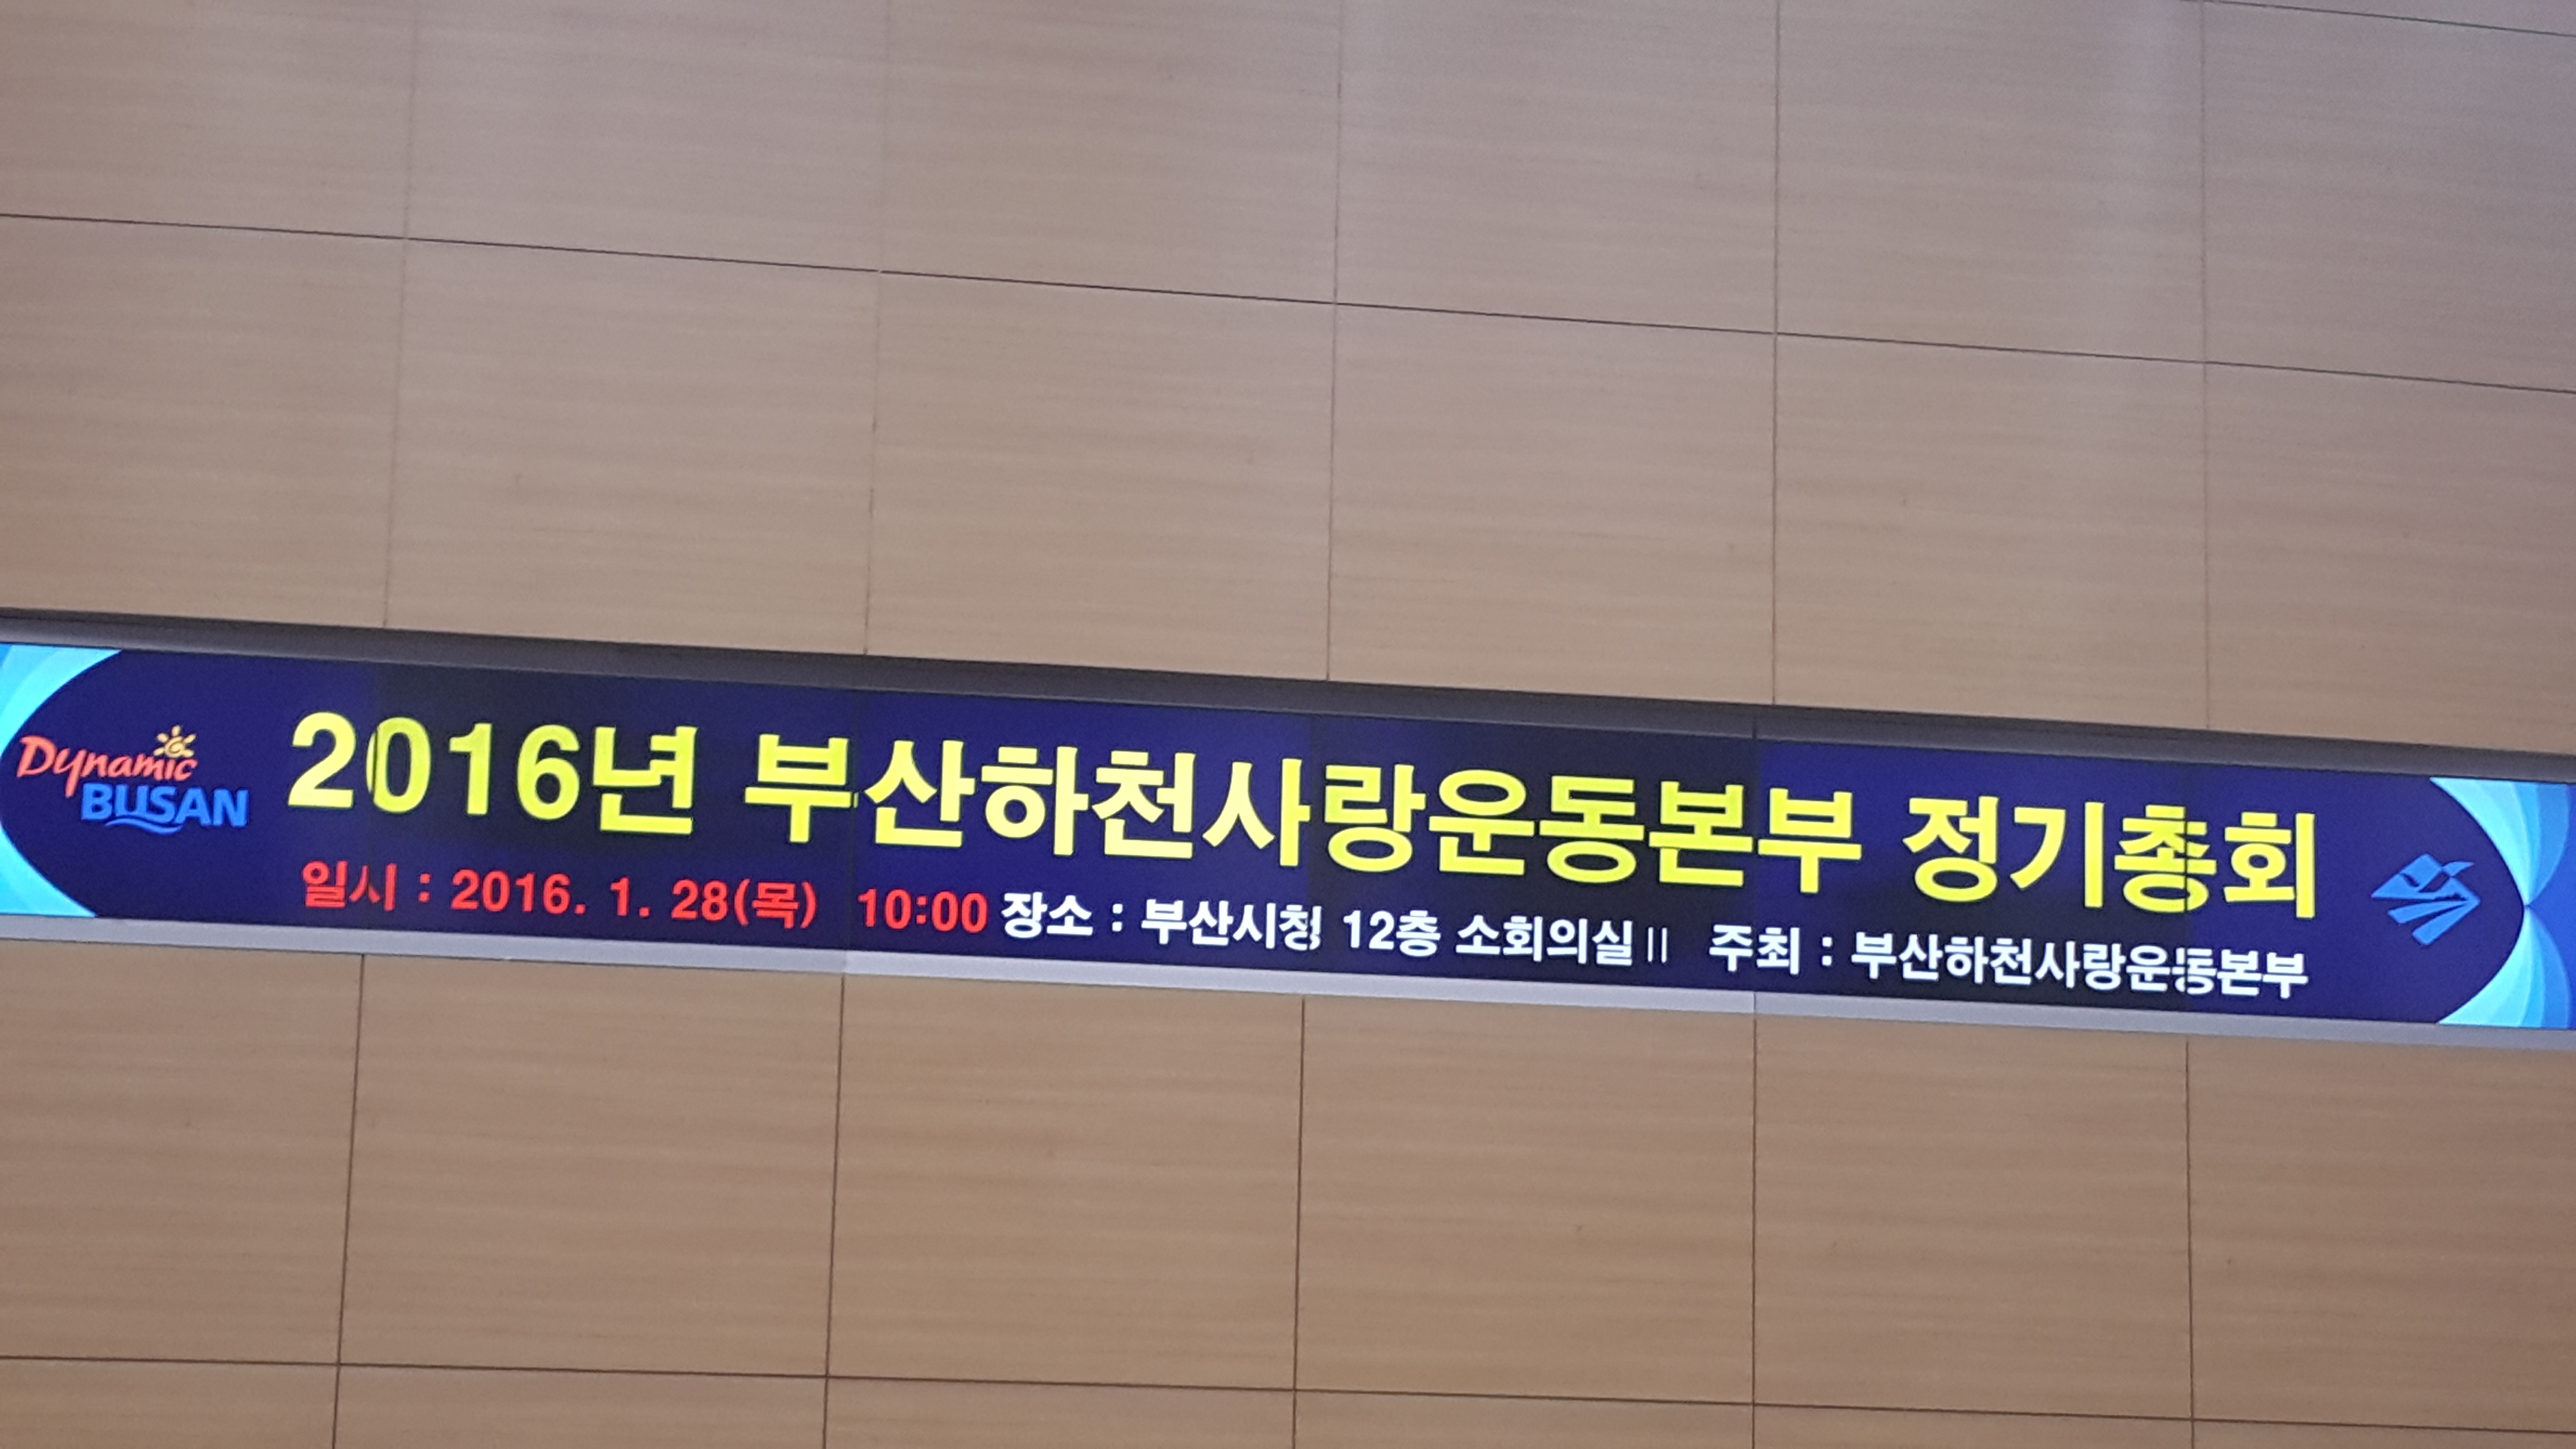 Dynamic
BUSAN
2016년 부산하천사랑운동본부 정기총회
일시 : 2016. 1. 28(목) 10:00 장소 : 부산시청 12층 소회의실Ⅱ 주최 : 부산하천사랑운동본부